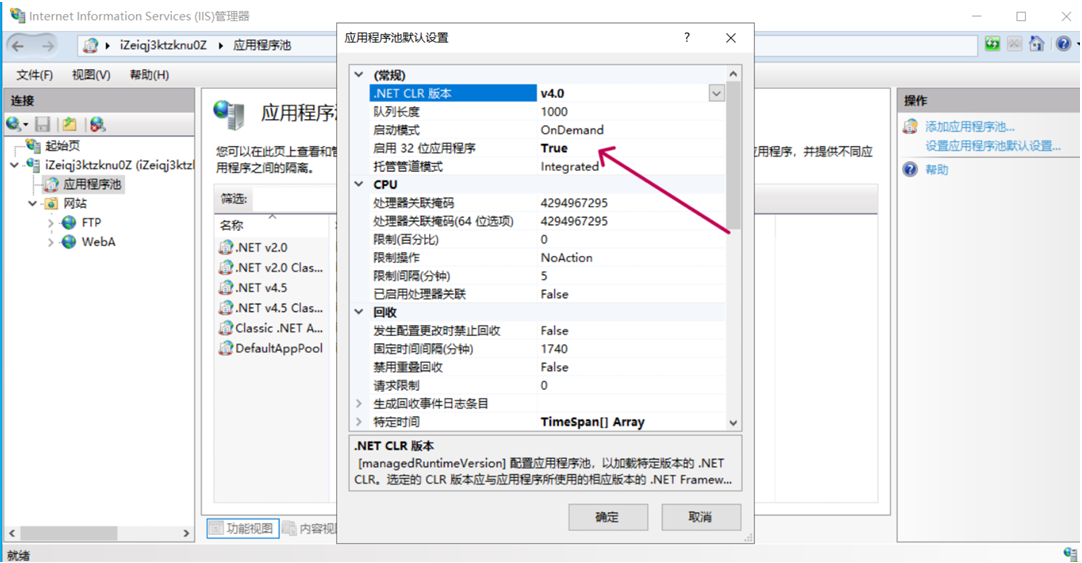 Internet Information Services (IIS)管理器
iZeiqj3ktzknu0Z
应用程序池
文件(F) 视图(V) 帮助(H)
连接
起始页
iZeiqj3ktzknu0Z (iZeiqj3ktz
应用程序池
网站
FTP
WebA
应用程序
您可以在此页上查看和
用程序之间的隔离。
筛选:
名称
.NET v2.0
.NET v2.0 Clas...
.NET v4.5
.NET v4.5 Clas...
Classic .NET A...
DefaultAppPool
功能视图
内容视
应用程序池默认设置
?
(常规)
.NET CLR 版本 v4.0
队列长度 1000
启动模式 OnDemand
启用 32 位应用程序 True
托管管道模式 Integrated
CPU
处理器关联掩码 4294967295
处理器关联掩码(64 位选项) 4294967295
限制(百分比) 0
限制操作 NoAction
限制间隔(分钟) 5
已启用处理器关联 False
回收
发生配置更改时禁止回收 False
固定时间间隔(分钟) 1740
禁用重叠回收 False
请求限制 0
生成回收事件日志条目
特定时间 TimeSpan[] Array
.NET CLR 版本
[managedRuntimeVersion] 配置应用程序池，以加载特定版本的 .NET
CLR。选定的 CLR 版本应与应用程序所使用的相应版本的 .NET Framew...
确定
取消
应用程序，并提供不同应
操作
添加应用程序池...
设置应用程序池默认设置...
帮助
就绪